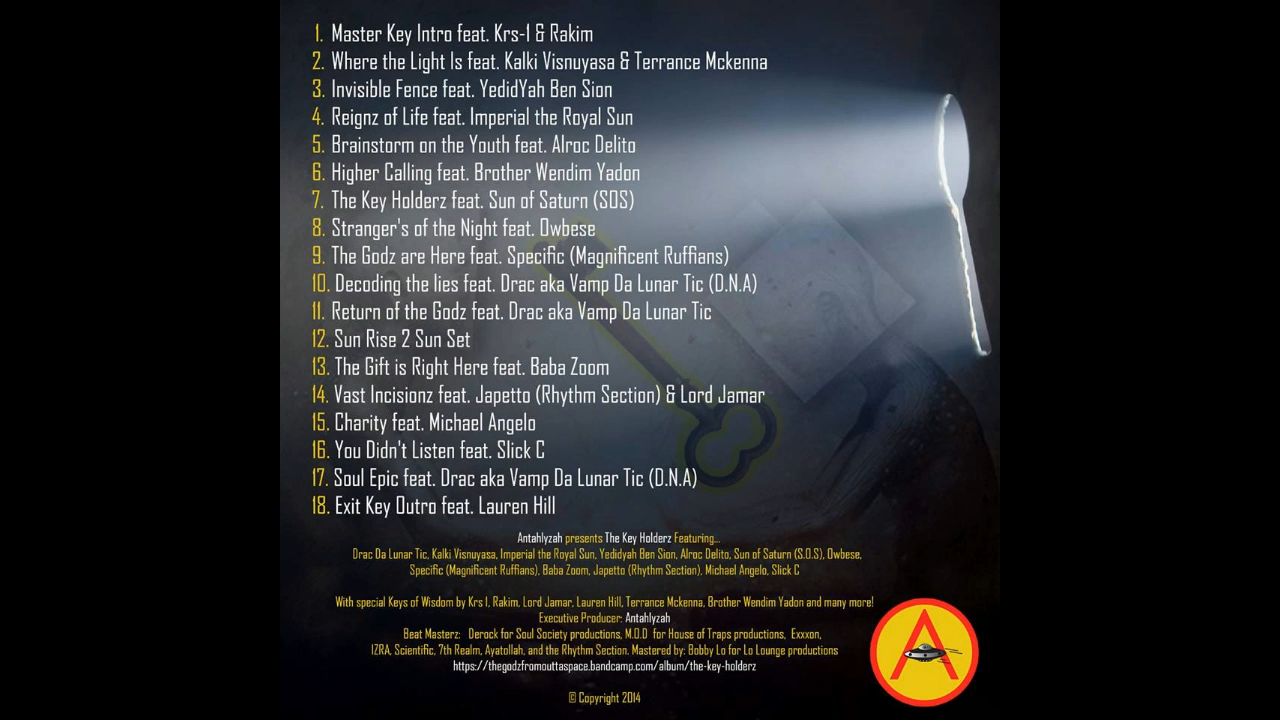 1. Master Key Intro feat. Krs-1 & Rakim
2. Where the Light Is feat. Kalki Visnuyasa & Terrance Mckenna
3. Invisible Fence feat. YedidYah Ben Sion
4. Reignz of Life feat. Imperial the Royal Sun
5. Brainstorm on the Youth feat. Alroc Delito
6. Higher Calling feat. Brother Wendim Yadon
7. The Key Holderz feat. Sun of Saturn (SOS)
8. Stranger's of the Night feat. Owbese
9. The Godz are Here feat. Specific (Magnificent Ruffians)
10. Decoding the lies feat. Drac aka Vamp Da Lunar Tic (D.N.A)
11. Return of the Godz feat. Drac aka Vamp Da Lunar Tic
12. Sun Rise 2 Sun Set
13. The Gift is Right Here feat. Baba Zoom
14. Vast Incisionz feat. Japetto (Rhythm Section) & Lord Jamar
15. Charity feat. Michael Angelo
16. You Didn't Listen feat. Slick C
17. Soul Epic feat. Drac aka Vamp Da Lunar Tic (D.N.A)
18. Exit Key Outro feat. Lauren Hill
Antahlyzah presents The Key Holderz Featuring...
Drac Da Lunar Tic, Kalki Visnuyasa, Imperial the Royal Sun, Yedidyah Ben Sion, Alroc Delito, Sun of Saturn (S.O.S), Owbese,
Specific (Magnificent Ruffians), Baba Zoom, Japetto (Rhythm Section), Michael Angelo, Slick C
With special Keys of Wisdom by Krs 1, Rakim, Lord Jamar, Lauren Hill, Terrance Mckenna, Brother Wendim Yadon and many more!
Executive Producer: Antahlyzah
Beat Masterz: Derock for Soul Society productions, M.O.D for House of Traps productions, Exxxon,
IZRA, Scientific, 7th Realm, Ayatollah, and the Rhythm Section. Mastered by: Bobby Lo for Lo Lounge productions
https://thegodzfromouttaspace.bandcamp.com/album/the-key-holderz
© Copyright 2014
A